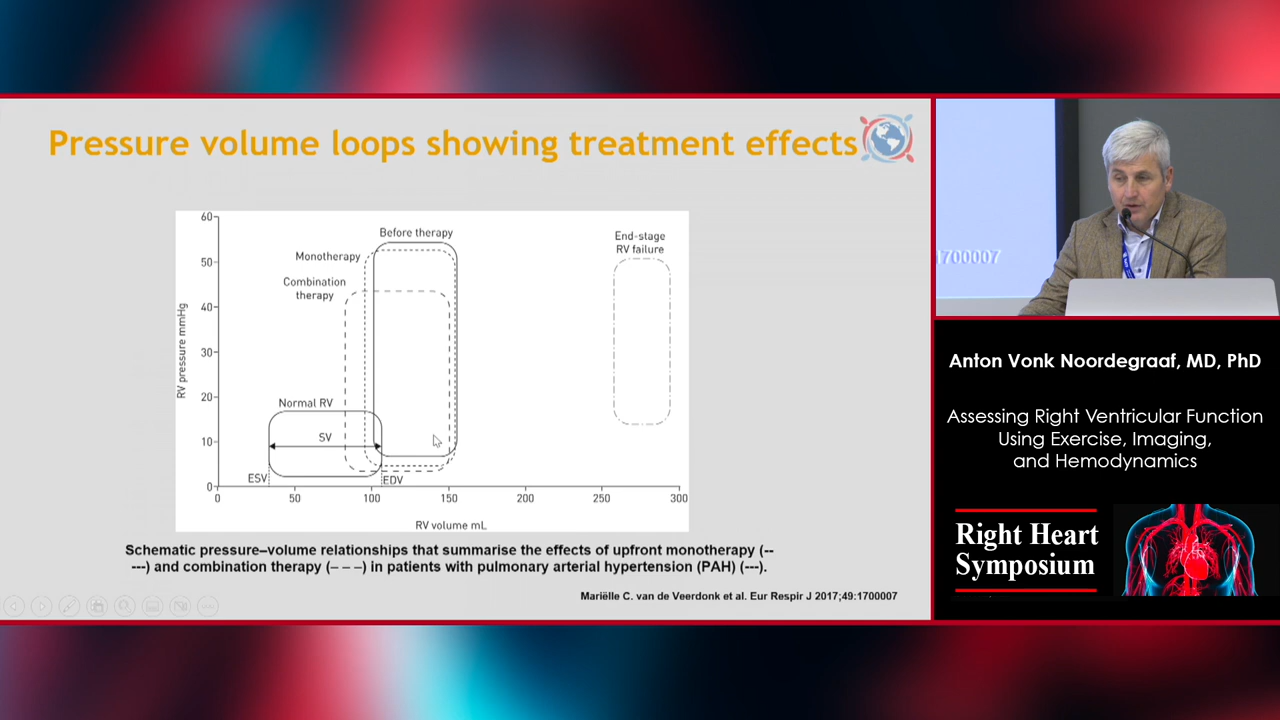 Pressure volume loops showing treatment effects
60
50
40
30
20
10
0
RV pressure mmHg
Before therapy
Monotherapy
Combination
therapy
End-stage
RV failure
Normal RV
SV
ESV
EDV
0
50
100
150
200
250
300
RV volume mL
Schematic pressure–volume relationships that summarise the effects of upfront monotherapy (--
---) and combination therapy (– – –) in patients with pulmonary arterial hypertension (PAH) (---).
Mariëlle C. van de Veerdonk et al. Eur Respir J 2017;49:1700007
1700007
Anton Vonk Noordegraaf, MD, PhD
Assessing Right Ventricular Function
Using Exercise, Imaging,
and Hemodynamics
Right Heart
Symposium